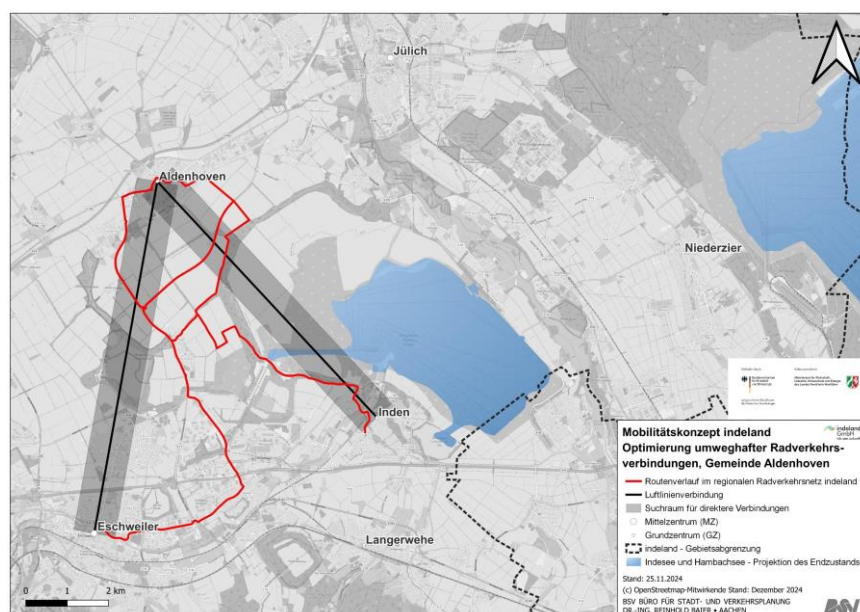 Jülich
Aldenhoven
Niederzier
Inden
Eschweiler
Langerwehe
0 1 2 km
indeland
GmbH
Mobilitätskonzept indeland
Optimierung umweghafter Radverkehrs-
verbindungen, Gemeinde Aldenhoven
Routenverlauf im regionalen Radverkehrsnetz indeland
Luftlinienverbindung
Suchraum für direktere Verbindungen
Mittelzentrum (MZ)
Grundzentrum (GZ)
indeland - Gebietsabgrenzung
Indesee und Hambachsee - Projektion des Endzustands
Stand: 25.11.2024
(c) OpenStreetmap-Mitwirkende Stand: Dezember 2024
BSV BÜRO FÜR STADT- UND VERKEHRSPLANUNG
DR.-ING. REINHOLD BAIER • AACHEN
BSV